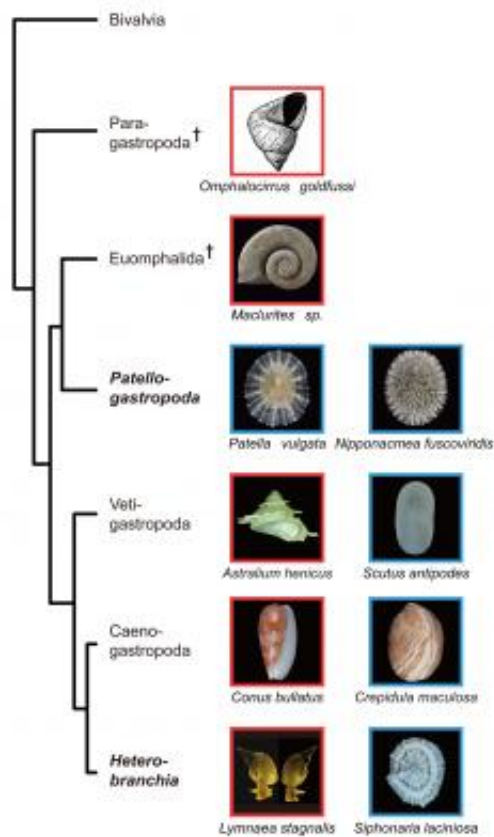 Bivalvia
Para-
gastropoda†
Omphalocirrus goldfussi
Euomphalida†
Maclurites sp.
Patello-
gastropoda
Patella vulgata Nipponacmea fuscoviridis
Veti-
gastropoda
Astralium henicus Scutus antipodes
Caeno-
gastropoda
Conus bullatus Crepidula maculosa
Hetero-
branchia
Lymnaea stagnalis Siphonaria laciniosa